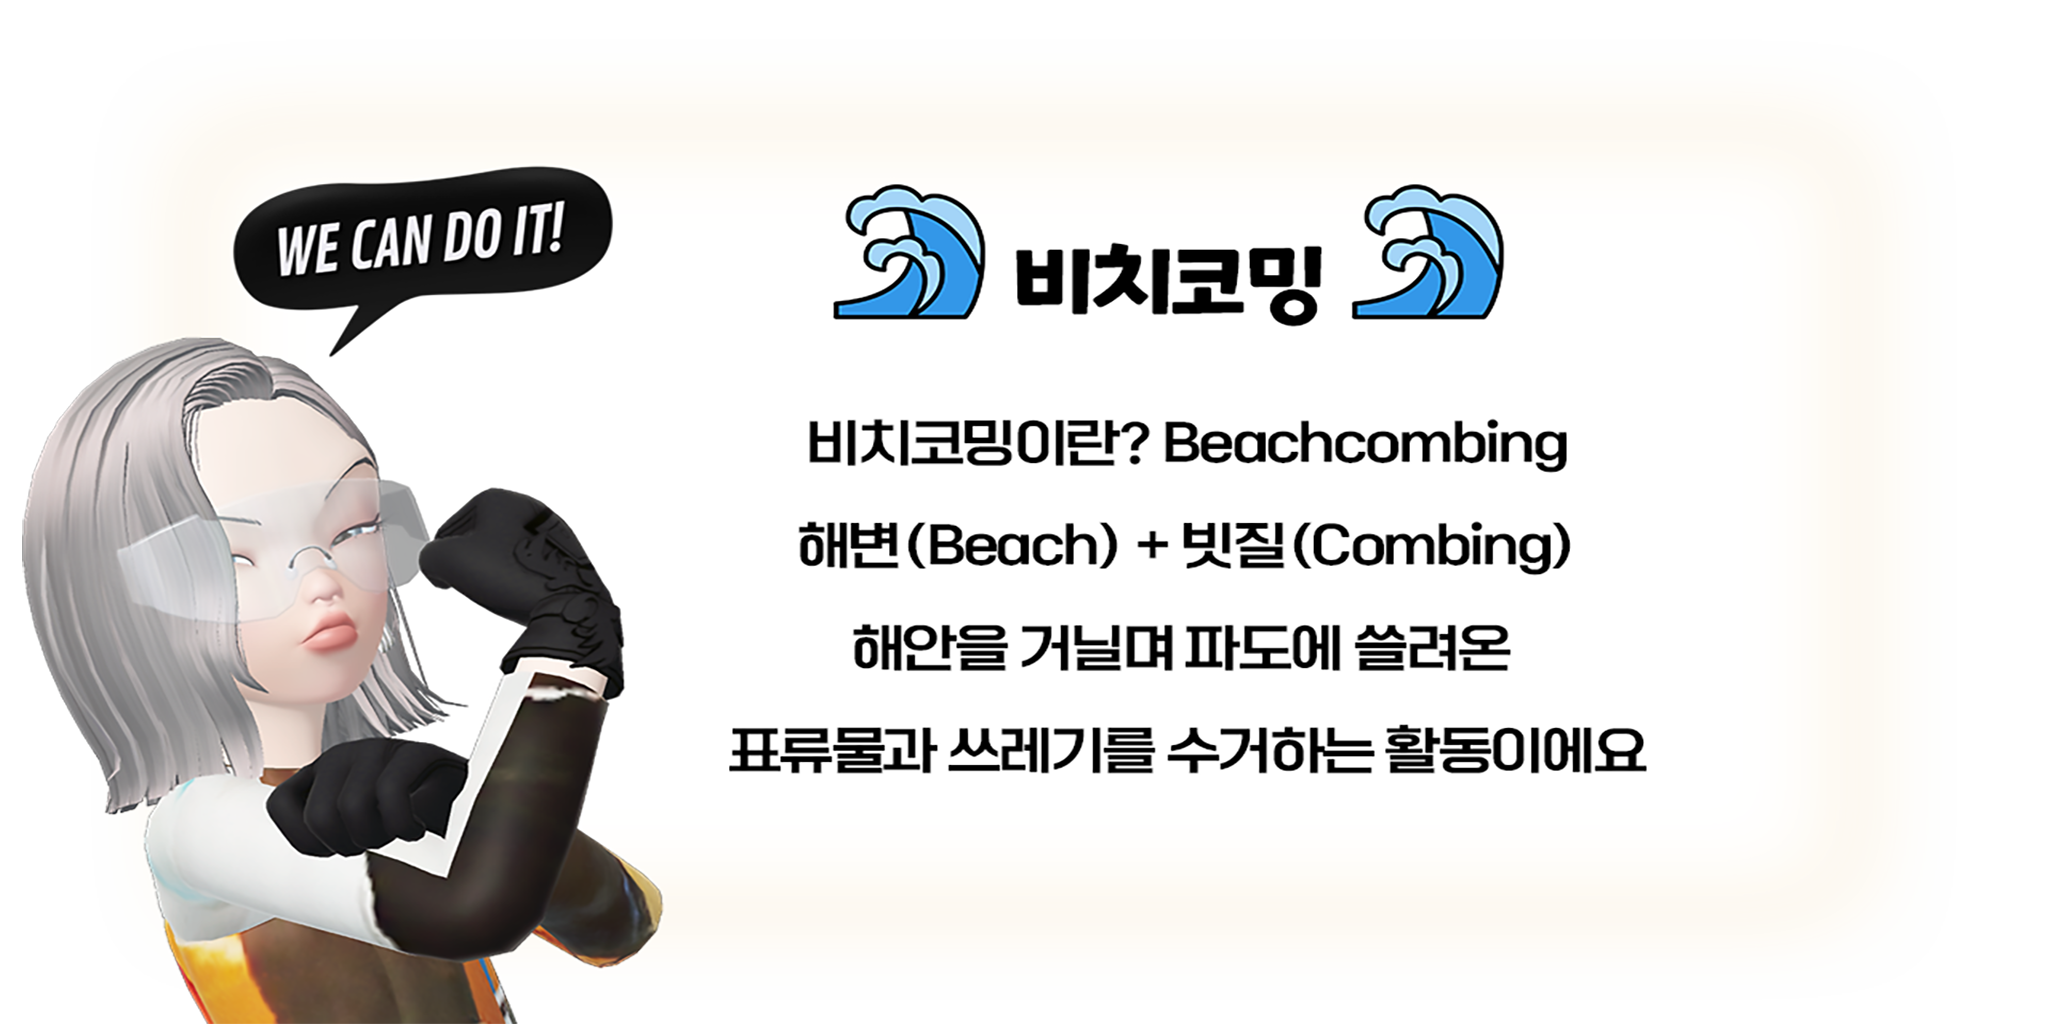 WE CAN DO IT!
비치코밍
비치코밍이란? Beachcombing
해변(Beach) + 빗질(Combing)
해안을 거닐며 파도에 쓸려온
표류물과 쓰레기를 수거하는 활동이에요